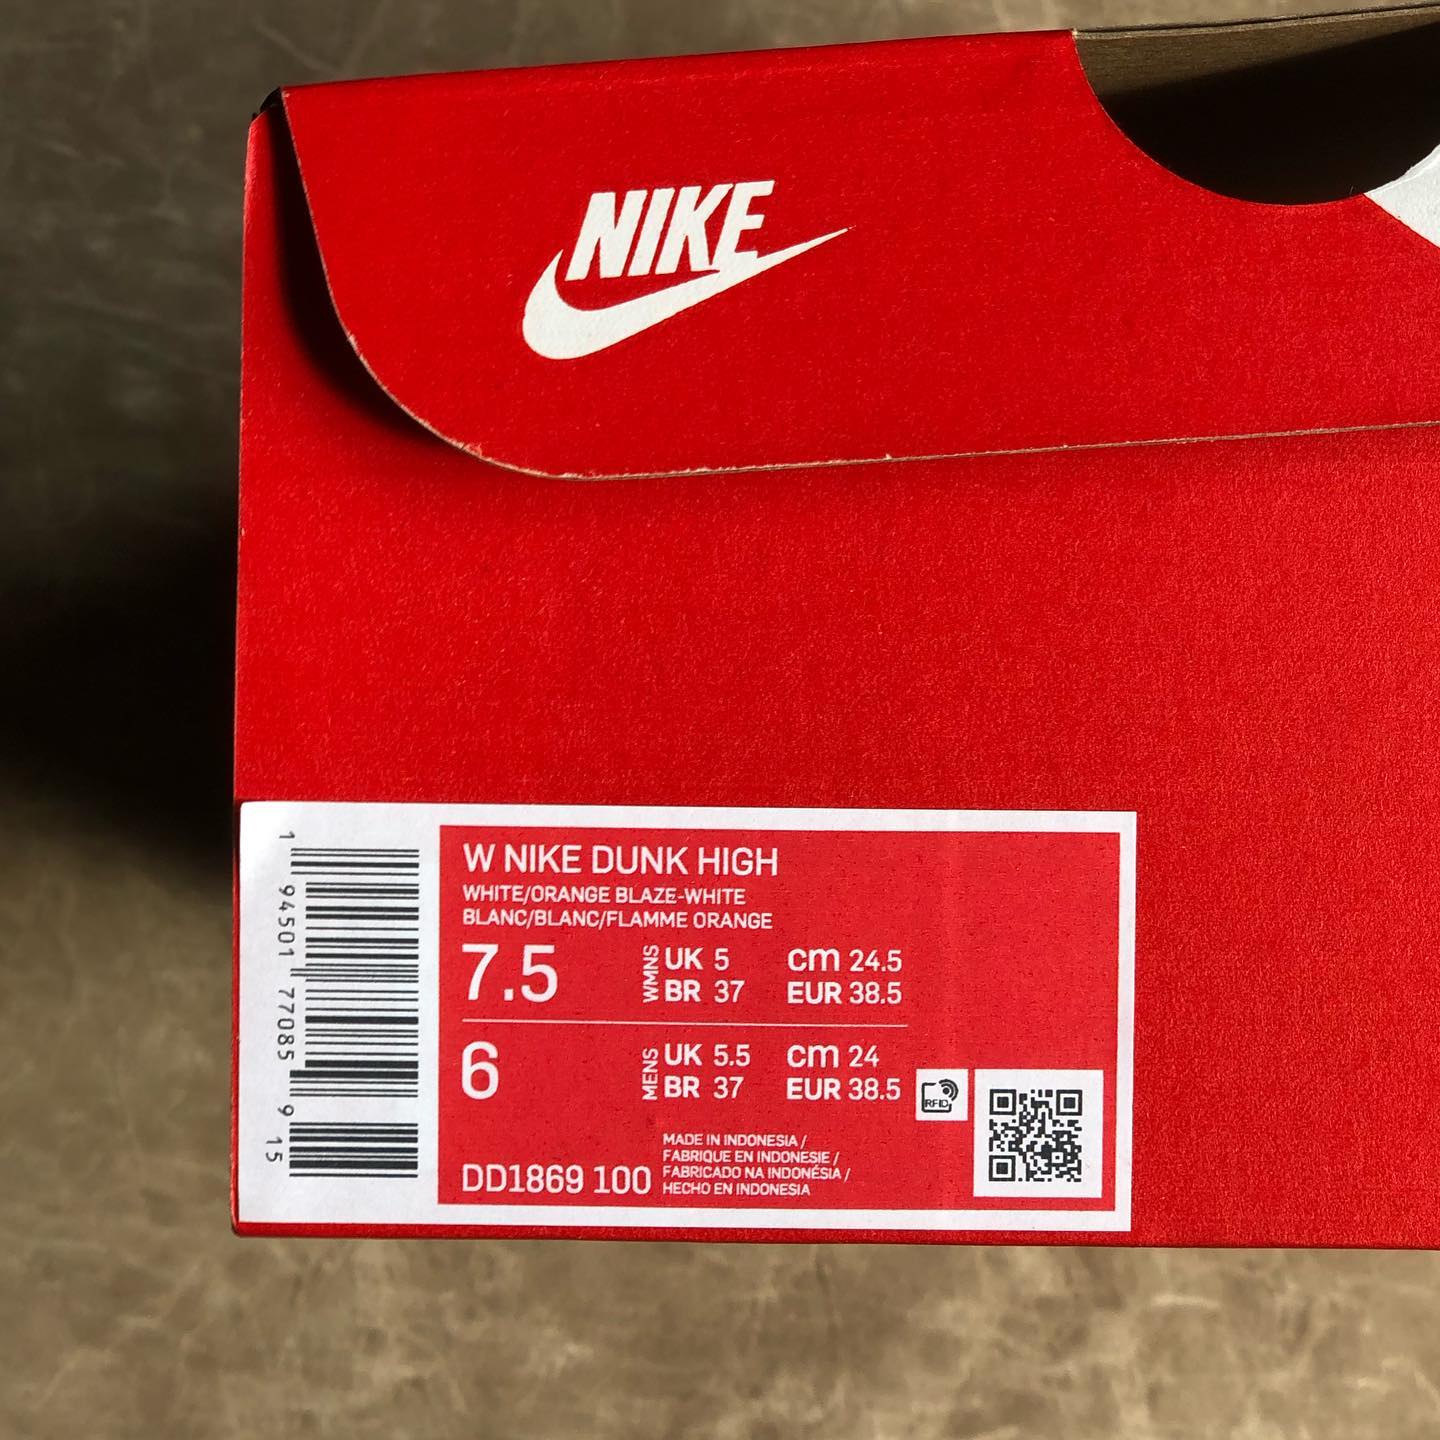 NIKE
W NIKE DUNK HIGH
WHITE/ORANGE BLAZE-WHITE
BLANC/BLANC/FLAMME ORANGE
7.5 WMNS UK 5 cm 24.5
BR 37 EUR 38.5
6 MENS UK 5.5 cm 24
BR 37 EUR 38.5
RFID
MADE IN INDONESIA /
FABRIQUE EN INDONESIE /
FABRICADO NA INDONÉSIA /
HECHO EN INDONESIA
DD1869 100
1 94501 77085 9 15